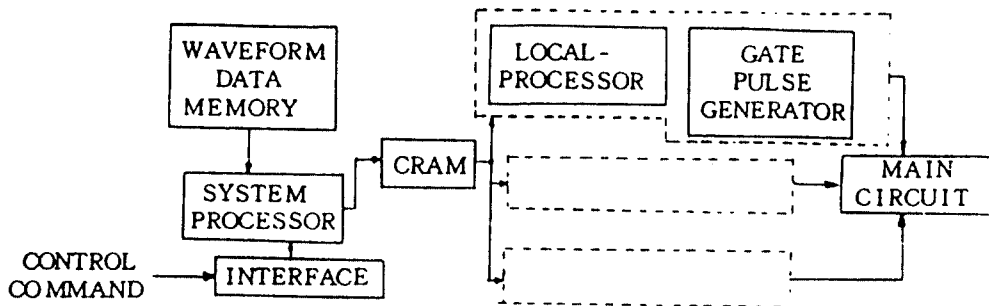 WAVEFORM
DATA
MEMORY
LOCAL-
PROCESSOR
GATE
PULSE
GENERATOR
CRAM
SYSTEM
PROCESSOR
MAIN
CIRCUIT
CONTROL
COMMAND
INTERFACE